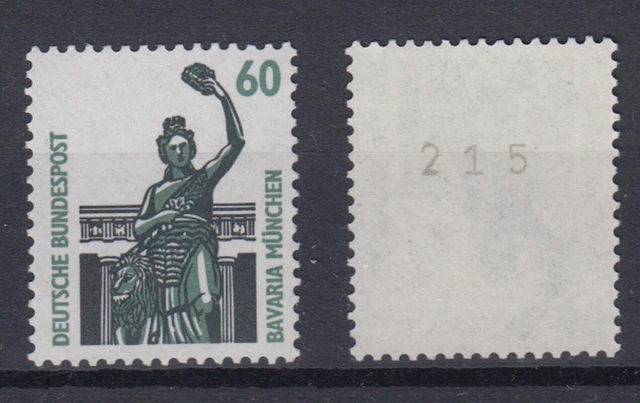 60
DEUTSCHE BUNDESPOST
BAVARIA MÜNCHEN
215